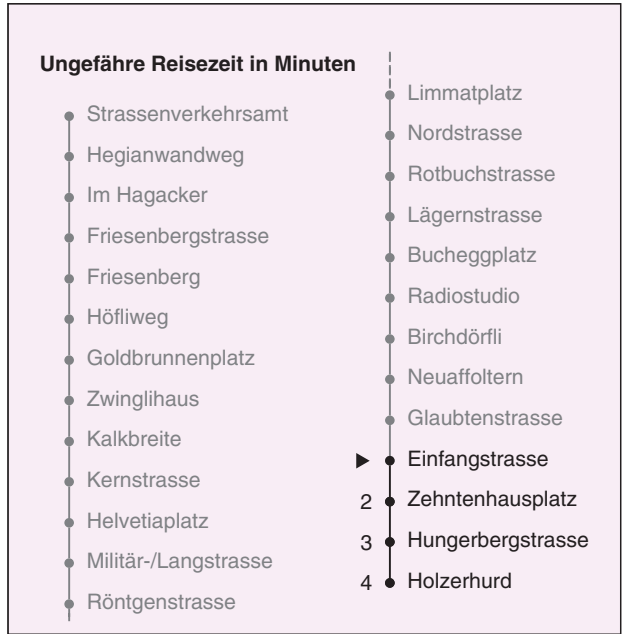 Ungefähre Reisezeit in Minuten
Strassenverkehrsamt
Hegianwandweg
Im Hagacker
Friesenbergstrasse
Friesenberg
Höfliweg
Goldbrunnenplatz
Zwinglihaus
Kalkbreite
Kernstrasse
Helvetiaplatz
Militär-/Langstrasse
Röntgenstrasse
Limmatplatz
Nordstrasse
Rotbuchstrasse
Lägernstrasse
Bucheggplatz
Radiostudio
Birchdörfli
Neuaffoltern
Glaubtenstrasse
Einfangstrasse
2 Zehntenhausplatz
3 Hungerbergstrasse
4 Holzerhurd